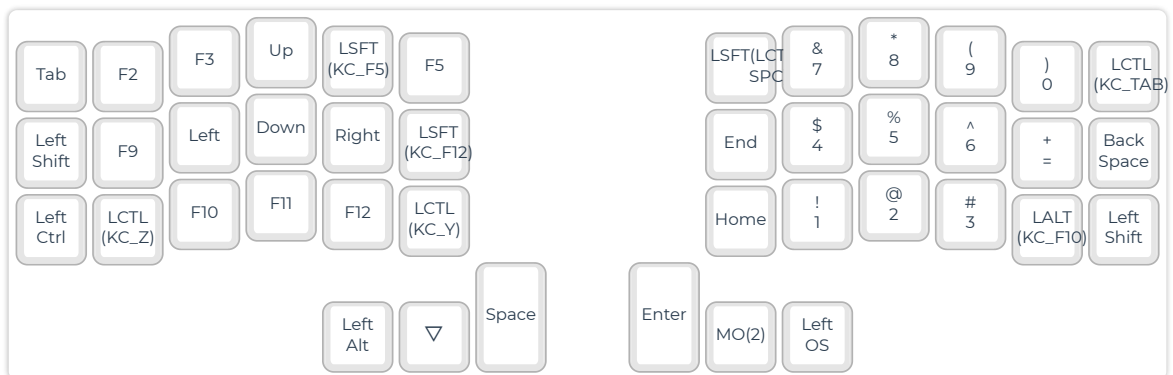 Tab
F2
F3
Up
LSFT
(KC_F5)
F5
LSFT(LCT
SPC
&
7
*
8
(
9
)
0
LCTL
(KC_TAB)
Left
Shift
F9
Left
Down
Right
LSFT
(KC_F12)
End
$
4
%
5
^
6
+
=
Back
Space
Left
Ctrl
LCTL
(KC_Z)
F10
F11
F12
LCTL
(KC_Y)
Home
!
1
@
2
#
3
LALT
(KC_F10)
Left
Shift
Left
Alt
▽
Space
Enter
MO(2)
Left
OS